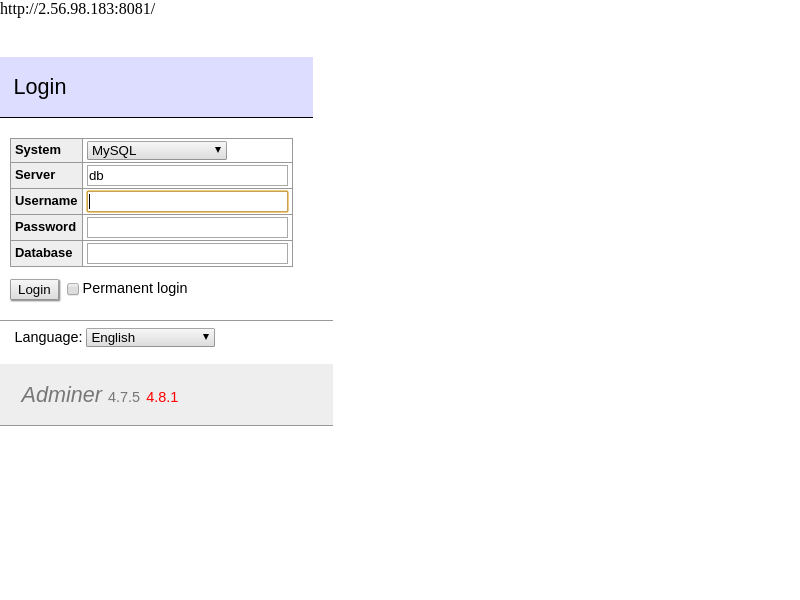 http://2.56.98.183:8081/
Login
System MySQL
Server db
Username
Password
Database
Login Permanent login
Language: English
Adminer 4.7.5 4.8.1